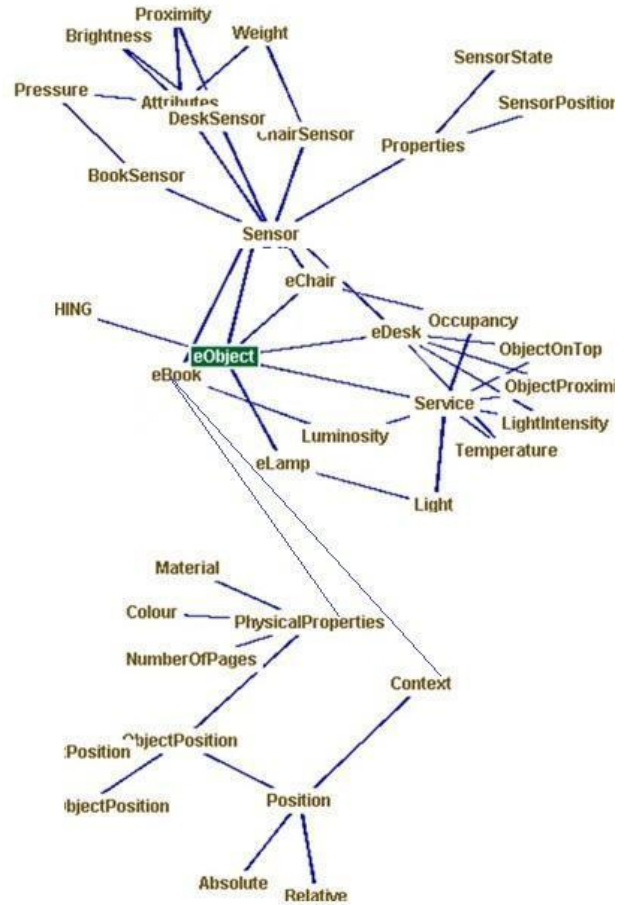 Proximity
Brightness
Weight
SensorState
Pressure
Attributes
SensorPosition
DeskSensor
ChairSensor
Properties
BookSensor
Sensor
eChair
HING
Occupancy
eDesk
eObject
ObjectOnTop
eBook
ObjectProximi
Service
LightIntensity
Luminosity
Temperature
eLamp
Light
Material
Colour
PhysicalProperties
NumberOfPages
Context
ObjectPosition
tPosition
Position
ObjectPosition
Absolute
Relative